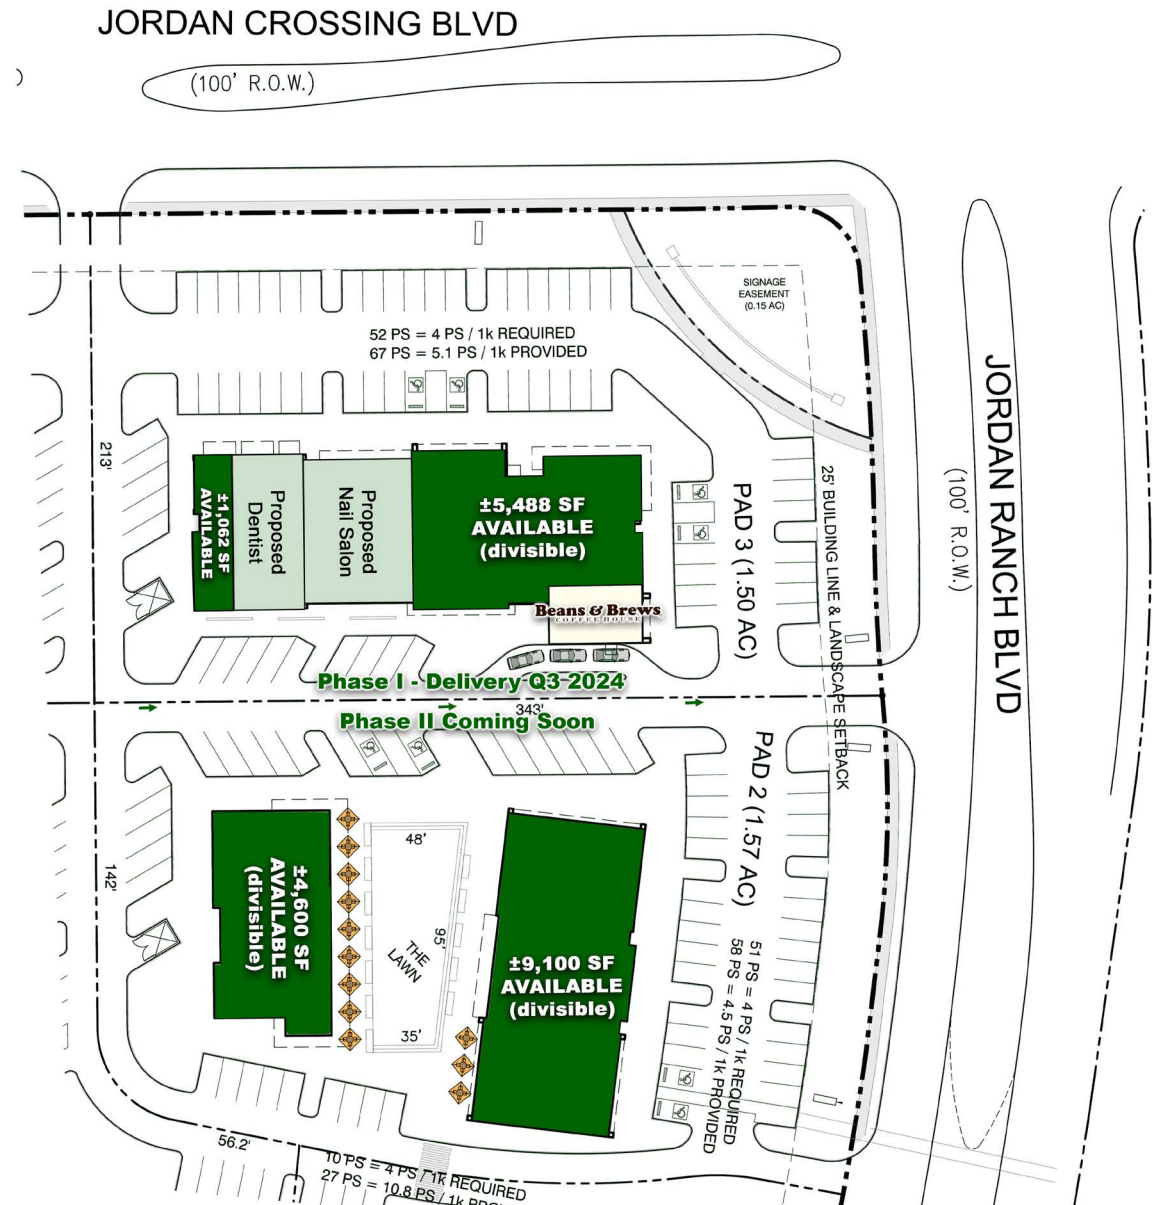 JORDAN CROSSING BLVD
(100' R.O.W.)
SIGNAGE
EASEMENT
(0.15 AC)
52 PS = 4 PS / 1k REQUIRED
67 PS = 5.1 PS / 1k PROVIDED
JORDAN RANCH BLVD
(100' R.O.W.)
213'
±1,062 SF
AVAILABLE
Proposed
Dentist
Proposed
Nail Salon
±5,488 SF
AVAILABLE
(divisible)
PAD 3 (1.50 AC)
25' BUILDING LINE & LANDSCAPE SETBACK
Beans & Brews
COFFEE HOUSE
Phase I - Delivery Q3 2024
343'
Phase II Coming Soon
PAD 2 (1.57 AC)
142'
±4,600 SF
AVAILABLE
(divisible)
48'
95'
THE
LAWN
35'
±9,100 SF
AVAILABLE
(divisible)
51 PS = 4 PS / 1k REQUIRED
58 PS = 4.5 PS / 1k PROVIDED
56.2'
10 PS = 4 PS / 1k REQUIRED
27 PS = 10.8 PS / 1k